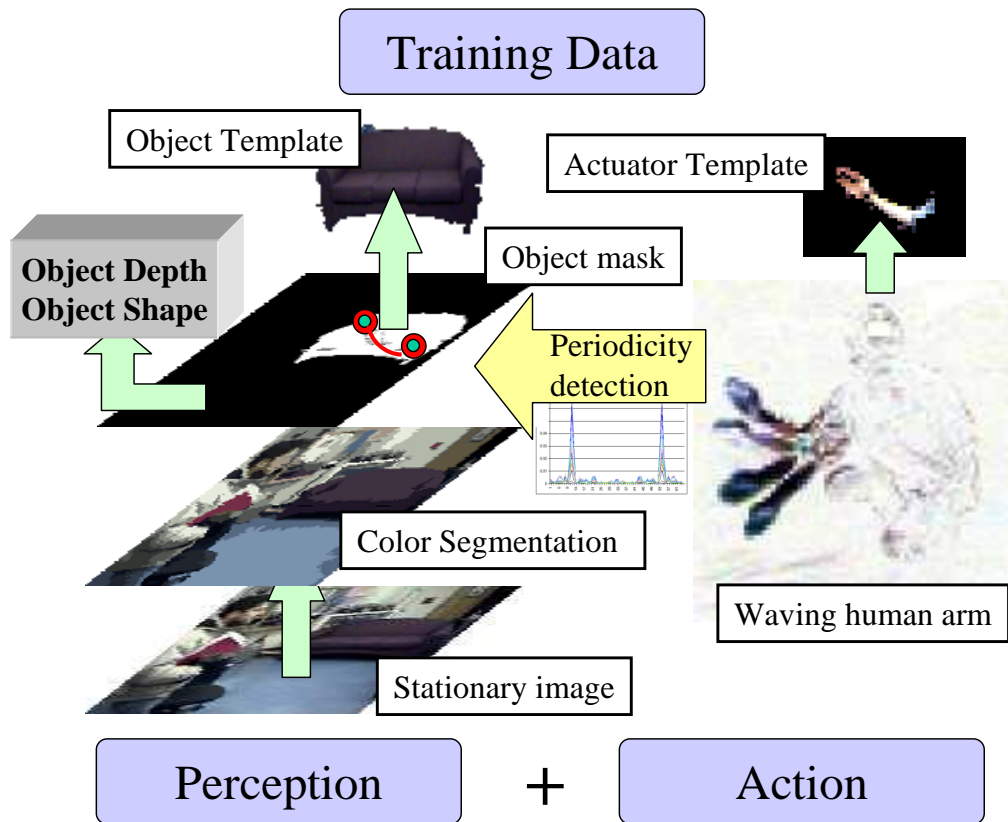 Training Data
Object Template
Actuator Template
Object Depth
Object Shape
Object mask
Periodicity
detection
Color Segmentation
Waving human arm
Stationary image
Perception
+
Action